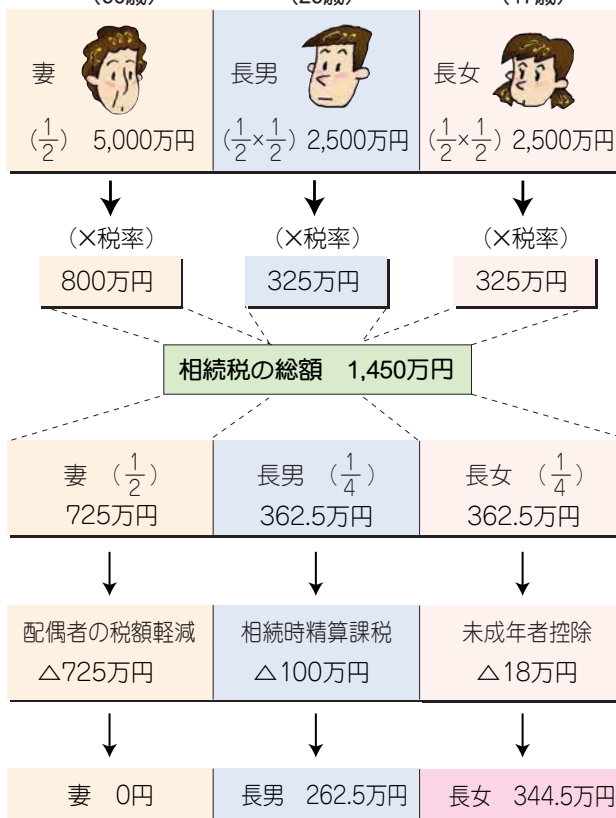 妻 長男 長女
(1/2) 5,000万円 (1/2×1/2) 2,500万円 (1/2×1/2) 2,500万円
(×税率) (×税率) (×税率)
800万円 325万円 325万円
相続税の総額 1,450万円
妻 (1/2) 長男 (1/4) 長女 (1/4)
725万円 362.5万円 362.5万円
配偶者の税額軽減 相続時精算課税 未成年者控除
△725万円 △100万円 △18万円
妻 0円 長男 262.5万円 長女 344.5万円